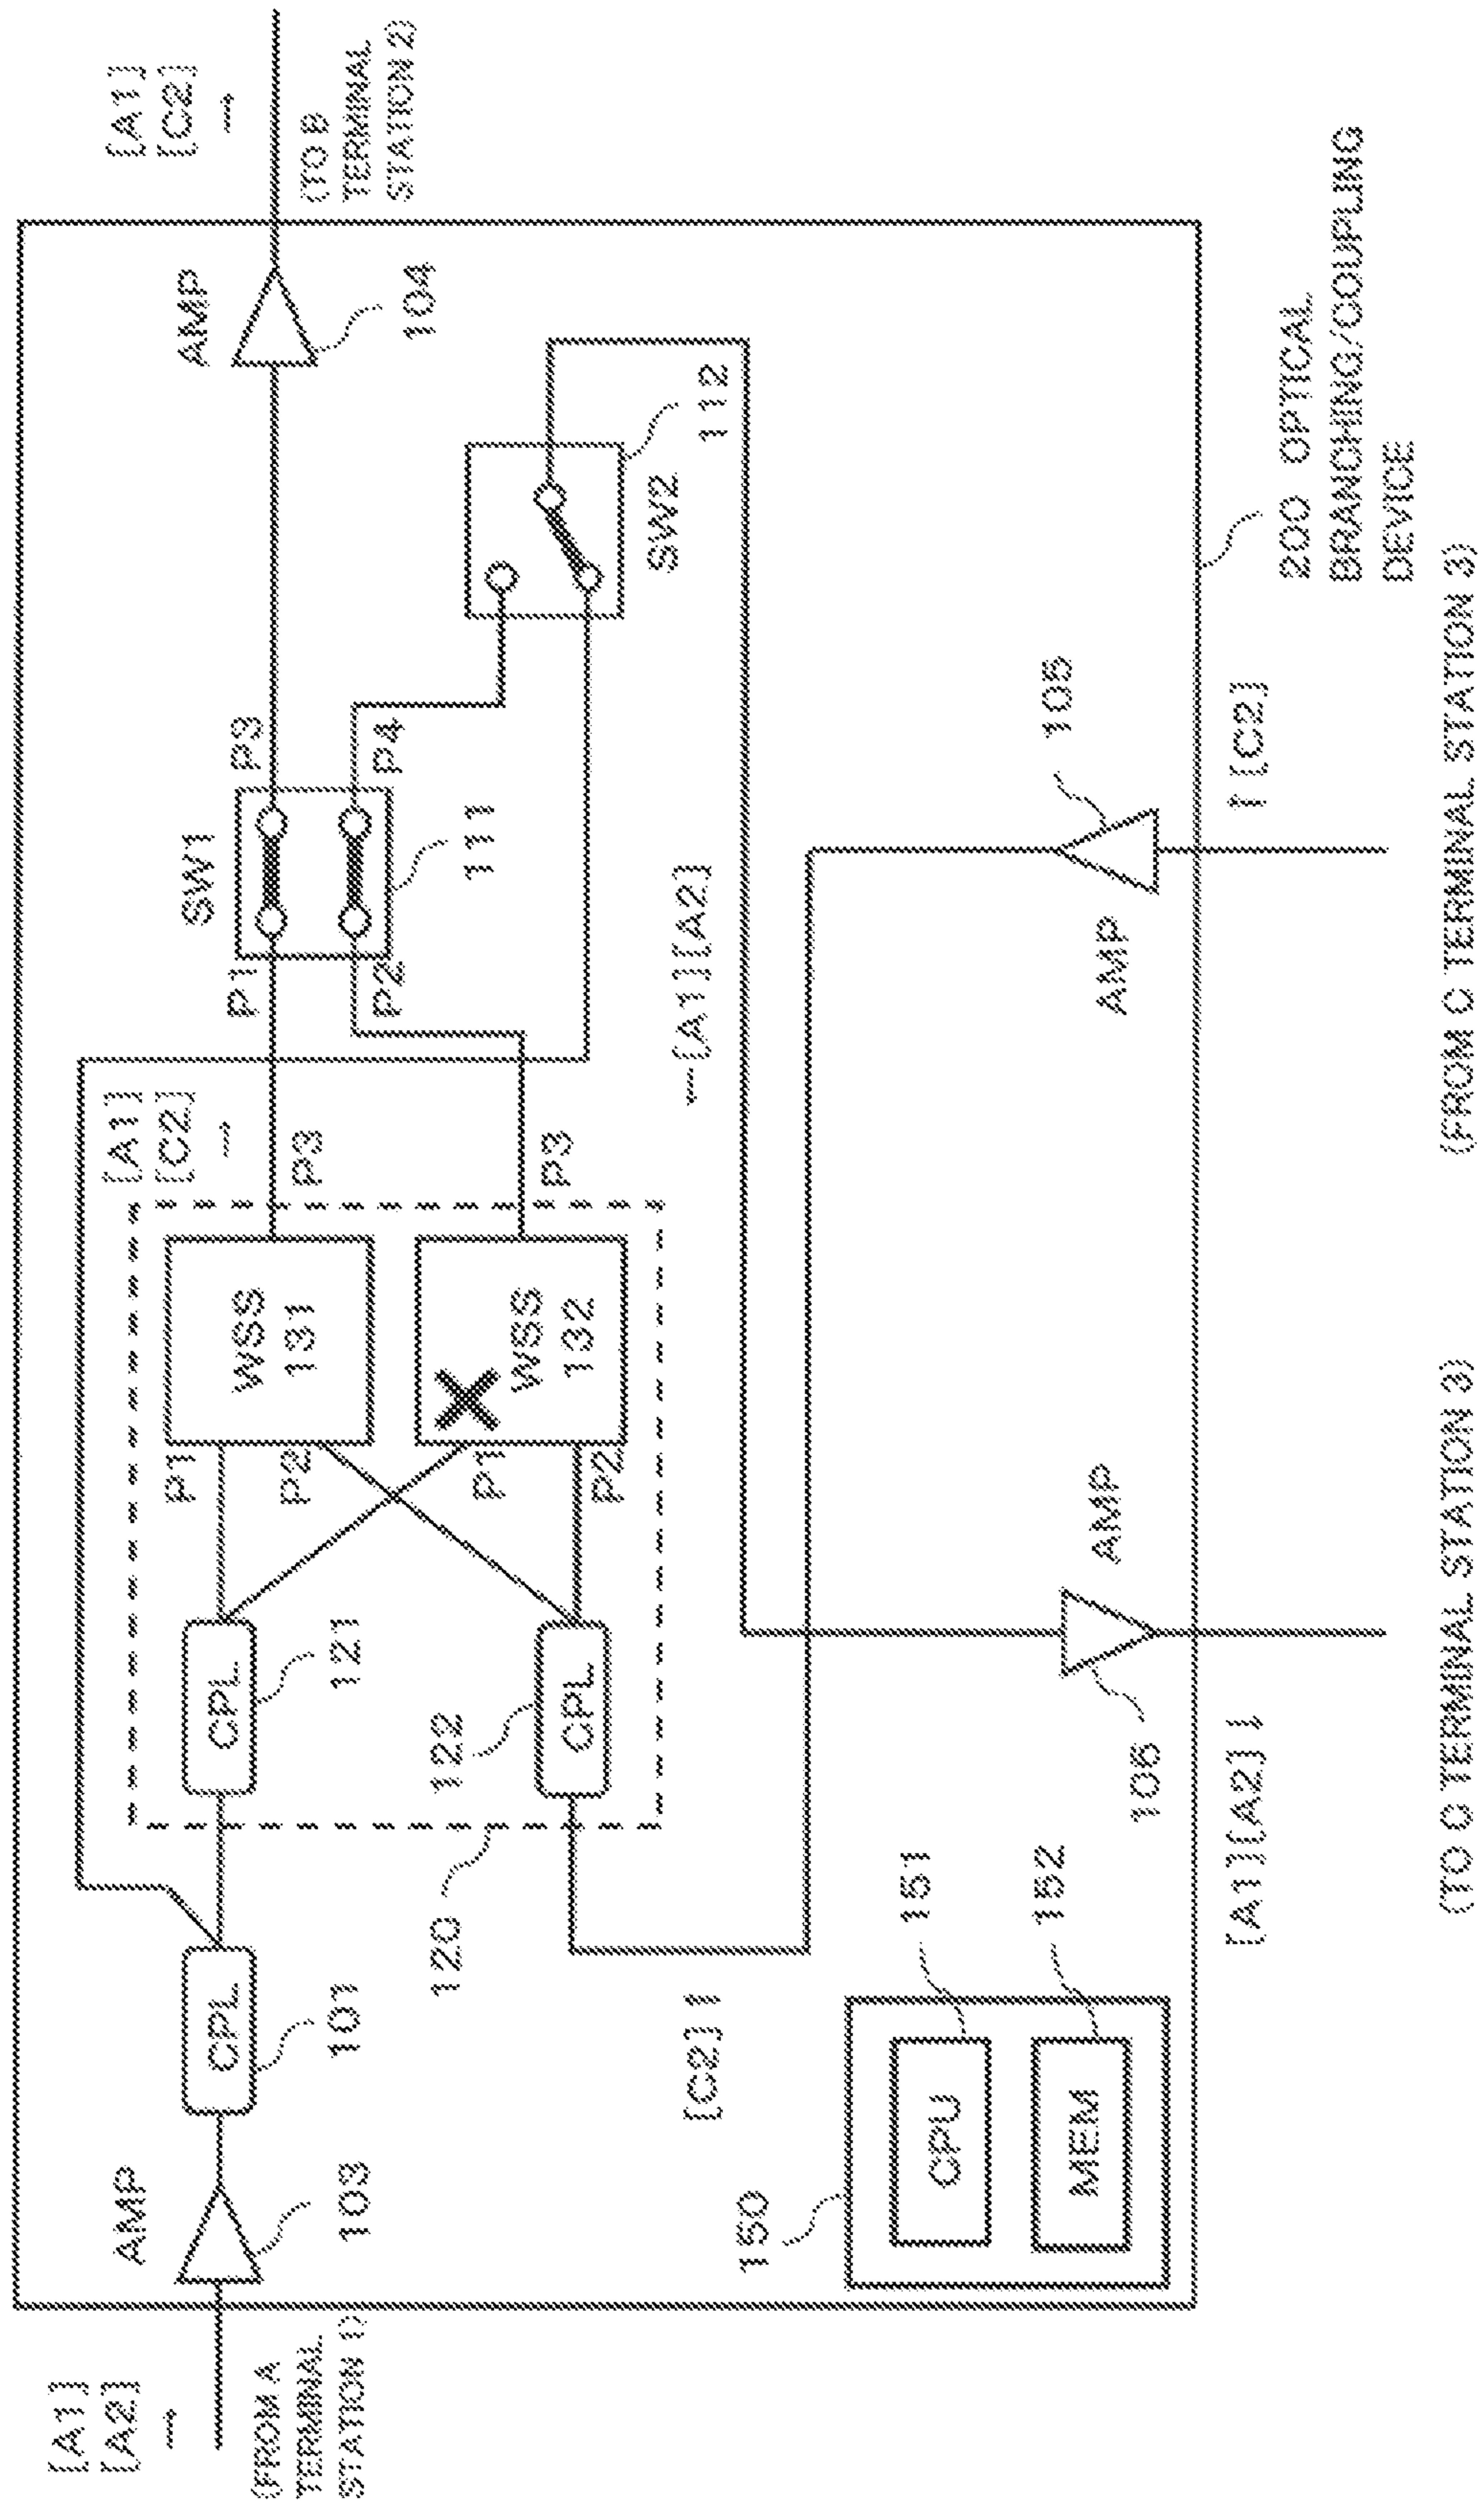 [A1]
[A2]
→
(FROM A
TERMINAL
STATION 1)
AMP
103
CPL
101
120
CPL
121
122
CPL
P1
P2
P1
P2
WSS
131
WSS
132
[A1]
[C2]
→
P3
P3
SW1
P1
P2
P3
P4
111
SW2
112
AMP
104
[A1]
[C2]
→
(TO B
TERMINAL
STATION 2)
←[A1][A2]
[C2]↑
150
CPU
151
MEM
152
AMP
106
AMP
105
[A1][A2]↓
↑[C2]
200 OPTICAL
BRANCHING/COUPLING
DEVICE
(TO C TERMINAL STATION 3)
(FROM C TERMINAL STATION 3)